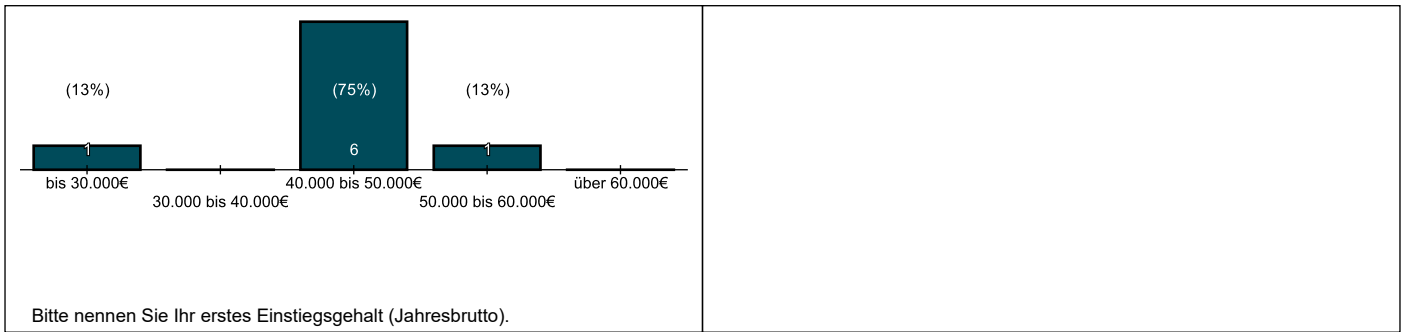 (13%) (75%) (13%)
1 6 1
bis 30.000€ 40.000 bis 50.000€ über 60.000€
30.000 bis 40.000€ 50.000 bis 60.000€
Bitte nennen Sie Ihr erstes Einstiegsgehalt (Jahresbrutto).